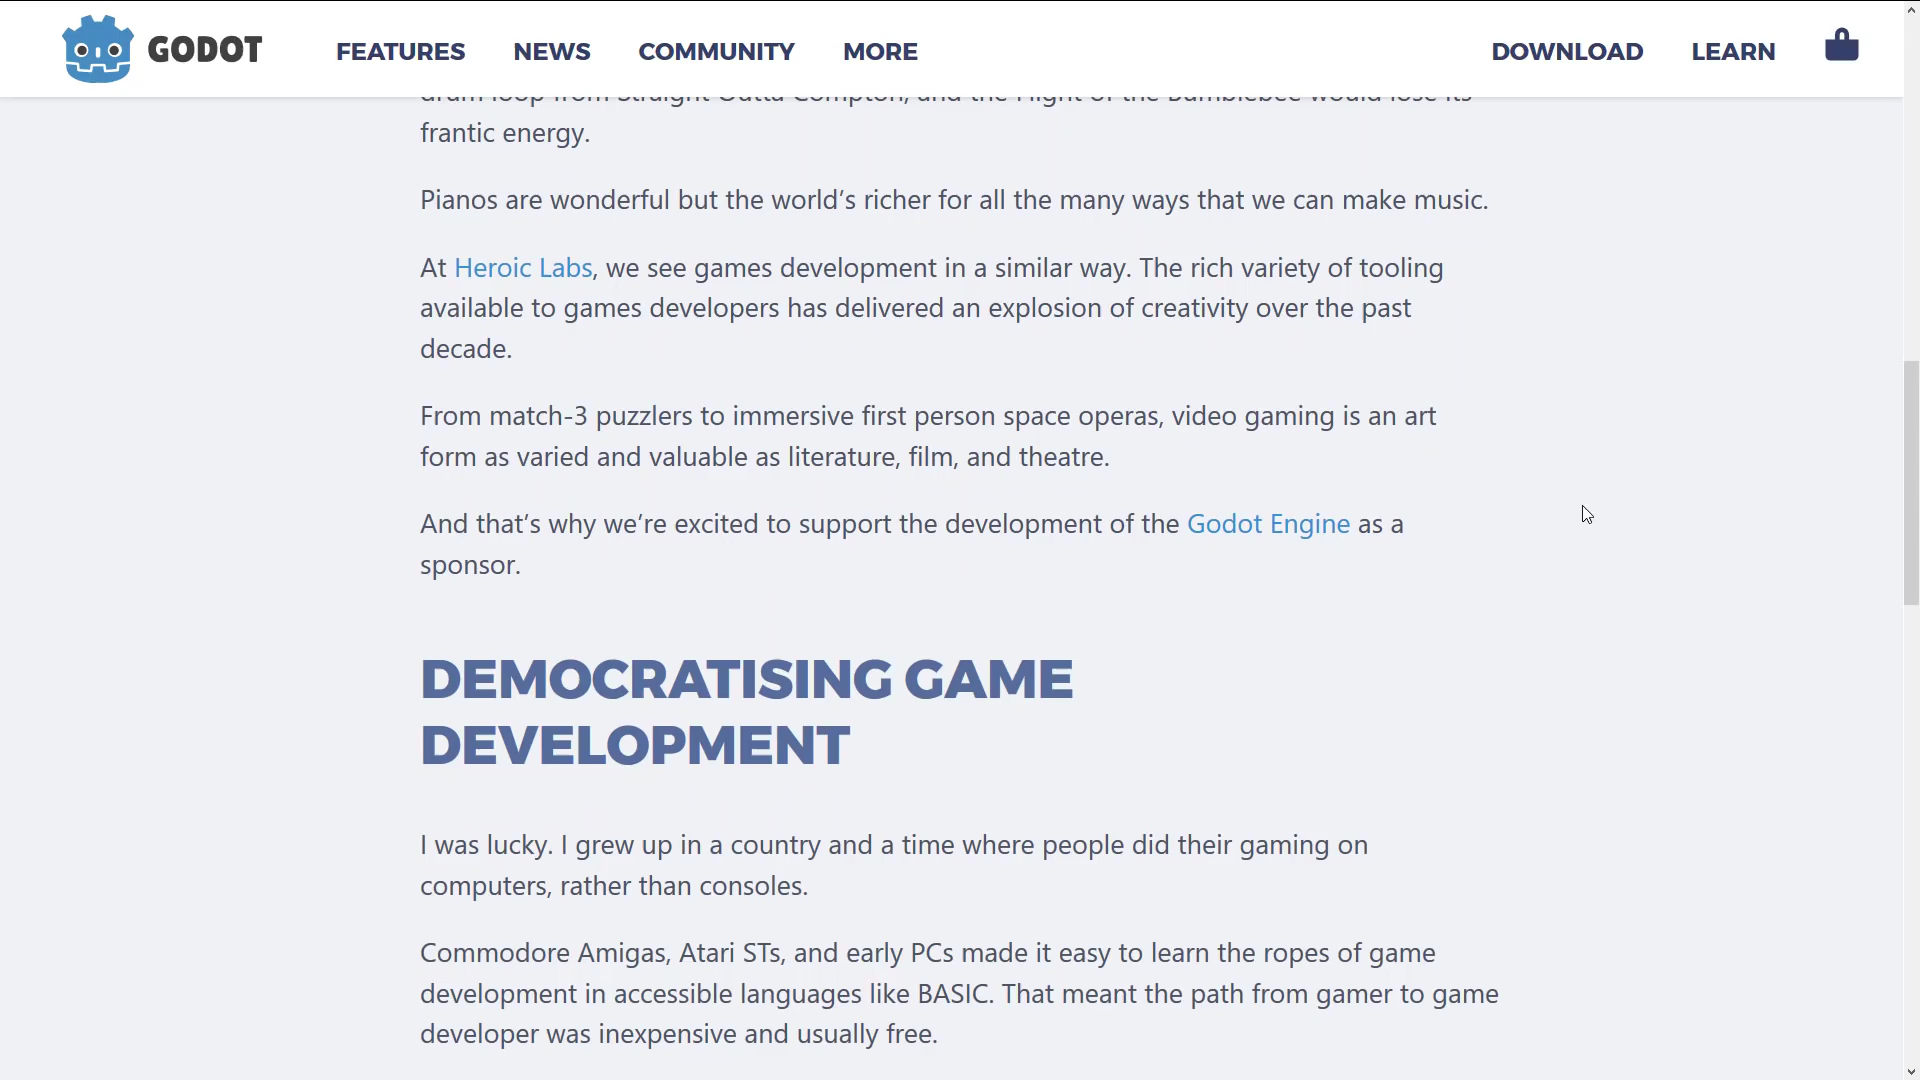 GODOT FEATURES NEWS COMMUNITY MORE DOWNLOAD LEARN
drum loop from Straight Outta Compton, and the Flight of the Bumblebee would lose its
frantic energy.
Pianos are wonderful but the world’s richer for all the many ways that we can make music.
At Heroic Labs, we see games development in a similar way. The rich variety of tooling
available to games developers has delivered an explosion of creativity over the past
decade.
From match-3 puzzlers to immersive first person space operas, video gaming is an art
form as varied and valuable as literature, film, and theatre.
And that’s why we’re excited to support the development of the Godot Engine as a
sponsor.
DEMOCRATISING GAME
DEVELOPMENT
I was lucky. I grew up in a country and a time where people did their gaming on
computers, rather than consoles.
Commodore Amigas, Atari STs, and early PCs made it easy to learn the ropes of game
development in accessible languages like BASIC. That meant the path from gamer to game
developer was inexpensive and usually free.